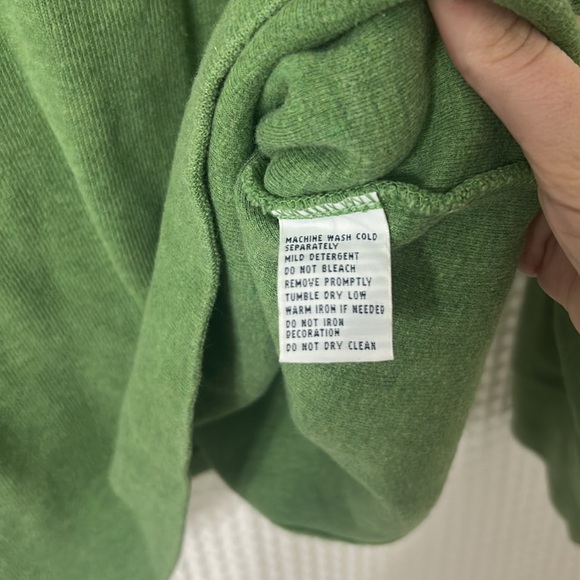 MACHINE WASH COLD
SEPARATELY
MILD DETERGENT
DO NOT BLEACH
REMOVE PROMPTLY
TUMBLE DRY LOW
WARM IRON IF NEEDED
DO NOT IRON
DECORATION
DO NOT DRY CLEAN